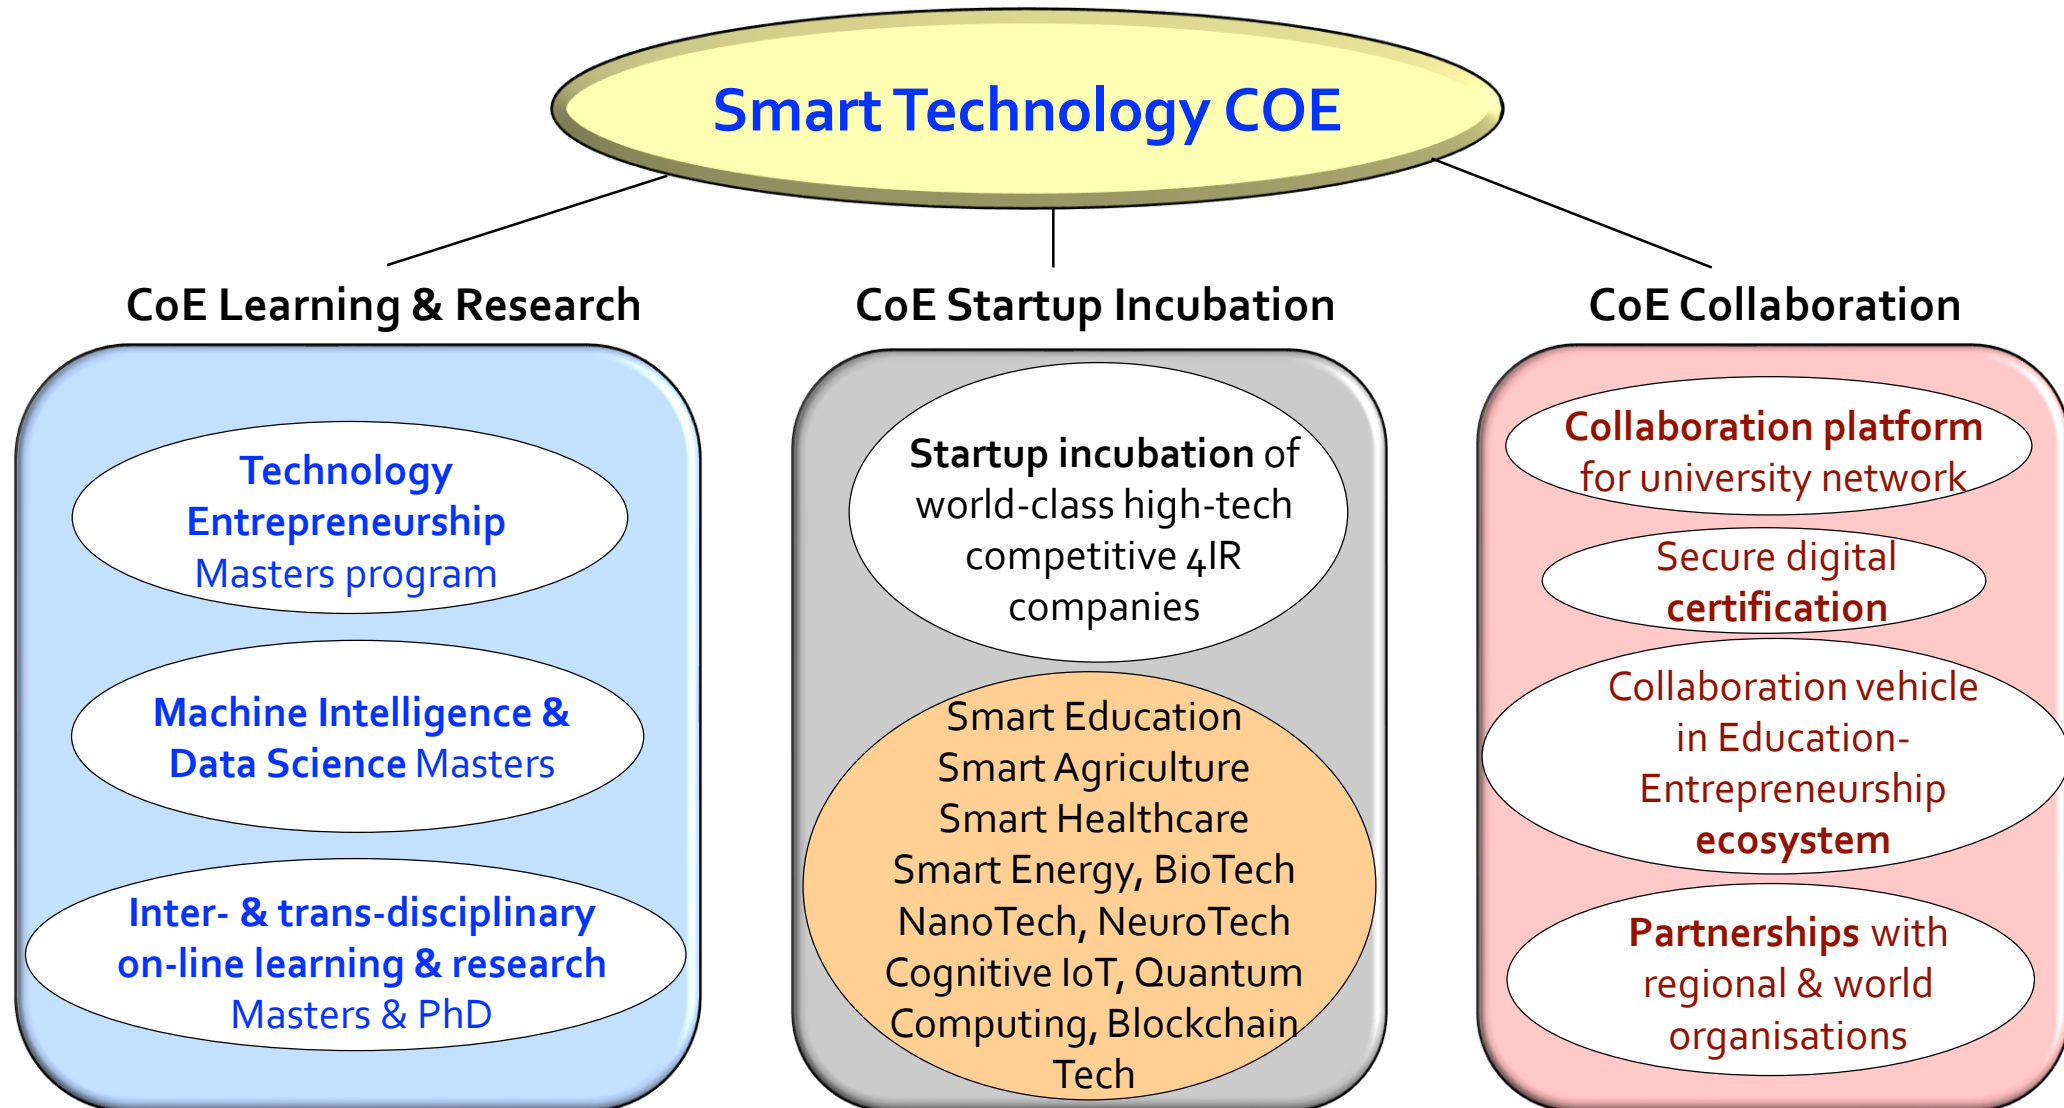 Smart Technology COE
CoE Learning & Research
Technology
Entrepreneurship
Masters program
Machine Intelligence &
Data Science Masters
Inter- & trans-disciplinary
on-line learning & research
Masters & PhD
CoE Startup Incubation
Startup incubation of
world-class high-tech
competitive 4IR
companies
Smart Education
Smart Agriculture
Smart Healthcare
Smart Energy, BioTech
NanoTech, NeuroTech
Cognitive IoT, Quantum
Computing, Blockchain
Tech
CoE Collaboration
Collaboration platform
for university network
Secure digital
certification
Collaboration vehicle
in Education-
Entrepreneurship
ecosystem
Partnerships with
regional & world
organisations